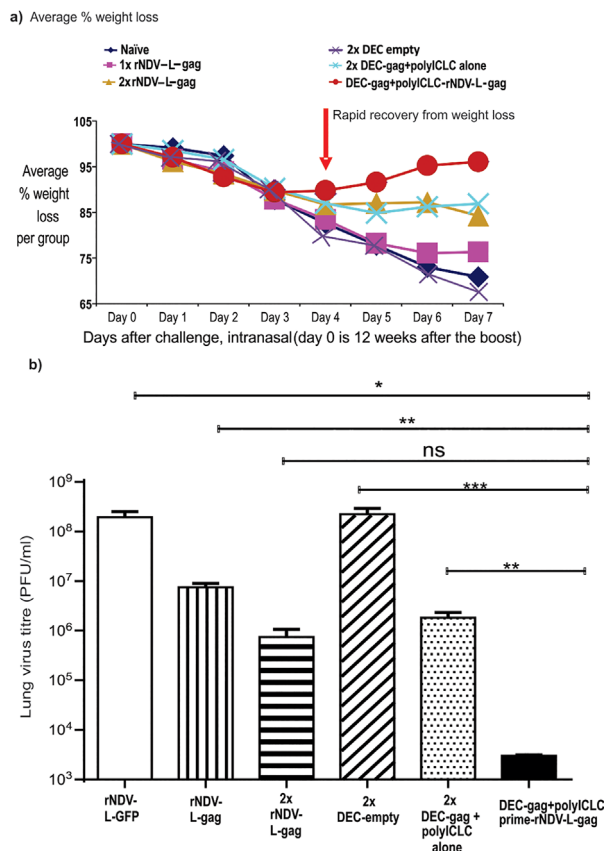 a) Average % weight loss
Naïve
1x rNDV–L–gag
2xrNDV–L–gag
2x DEC empty
2x DEC-gag+polyICLC alone
DEC-gag+polyICLC-rNDV-L-gag
Rapid recovery from weight loss
Average
% weight
loss
per group
105
95
85
75
65
Day 0 Day 1 Day 2 Day 3 Day 4 Day 5 Day 6 Day 7
Days after challenge, intranasal(day 0 is 12 weeks after the boost)
b)
*
**
ns
***
**
Lung virus titre (PFU/ml)
10⁹
10⁸
10⁷
10⁶
10⁵
10⁴
10³
rNDV-
L-GFP
rNDV-
L-gag
2x
rNDV-
L-gag
2x
DEC-empty
2x
DEC-gag +
polyICLC
alone
DEC-gag+polyICLC
prime-rNDV-L-gag